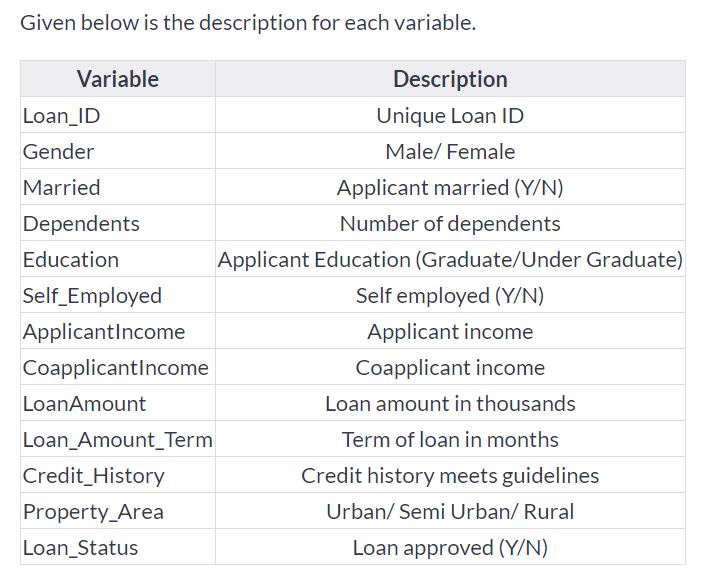 Given below is the description for each variable.
Variable Description
Loan_ID Unique Loan ID
Gender Male/ Female
Married Applicant married (Y/N)
Dependents Number of dependents
Education Applicant Education (Graduate/Under Graduate)
Self_Employed Self employed (Y/N)
ApplicantIncome Applicant income
CoapplicantIncome Coapplicant income
LoanAmount Loan amount in thousands
Loan_Amount_Term Term of loan in months
Credit_History Credit history meets guidelines
Property_Area Urban/ Semi Urban/ Rural
Loan_Status Loan approved (Y/N)